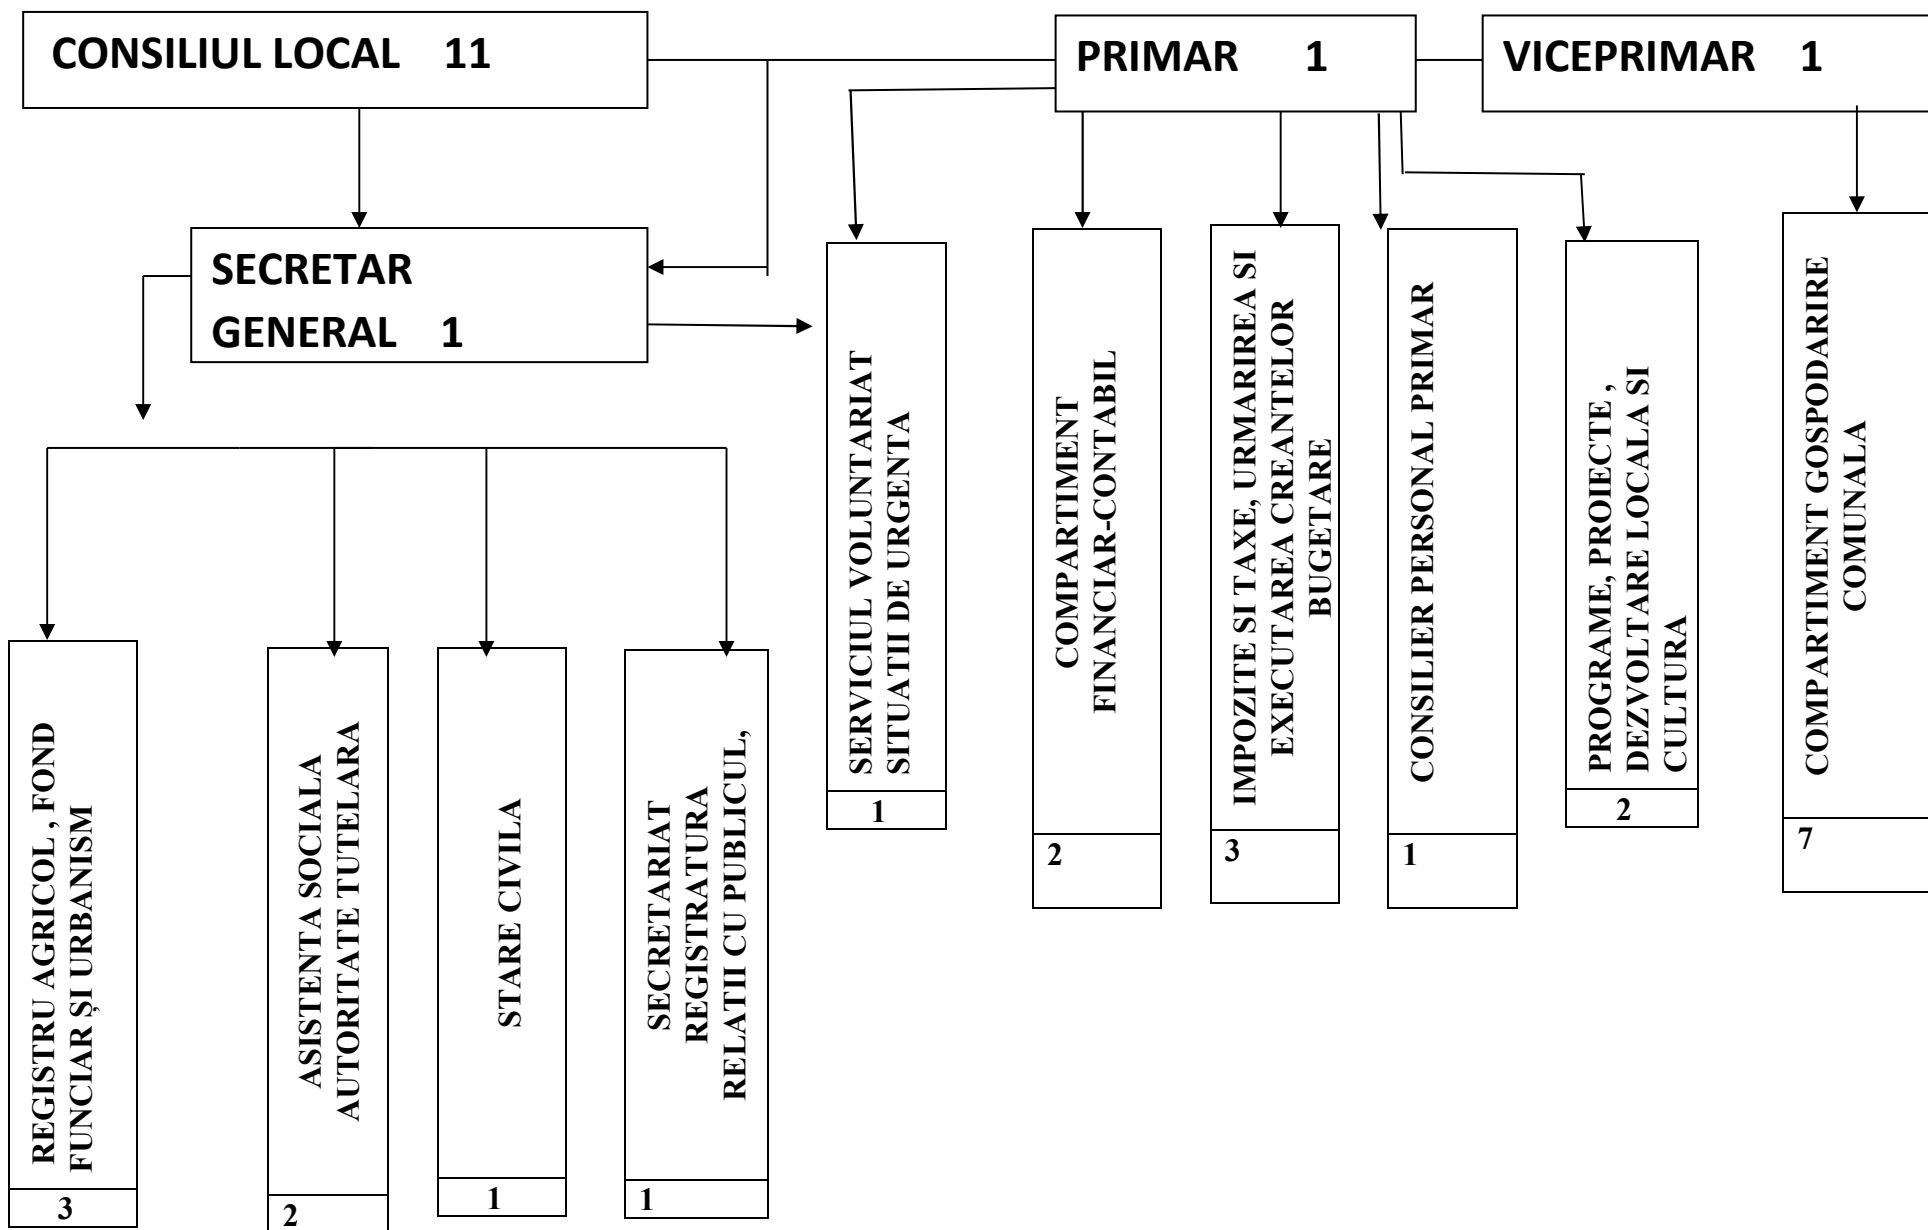 CONSILIUL LOCAL 11
PRIMAR 1
VICEPRIMAR 1
SECRETAR
GENERAL 1
SERVICIUL VOLUNTARIAT
SITUATII DE URGENTA
1
COMPARTIMENT
FINANCIAR-CONTABIL
2
IMPOZITE SI TAXE, URMARIREA SI
EXECUTAREA CREANTELOR
BUGETARE
3
CONSILIER PERSONAL PRIMAR
1
PROGRAME, PROIECTE ,
DEZVOLTARE LOCALA SI
CULTURA
2
COMPARTIMENT GOSPODARIRE
COMUNALA
7
REGISTRU AGRICOL , FOND
FUNCIAR ȘI URBANISM
3
ASISTENTA SOCIALA
AUTORITATE TUTELARA
2
STARE CIVILA
1
SECRETARIAT
REGISTRATURA
RELATII CU PUBLICUL,
1